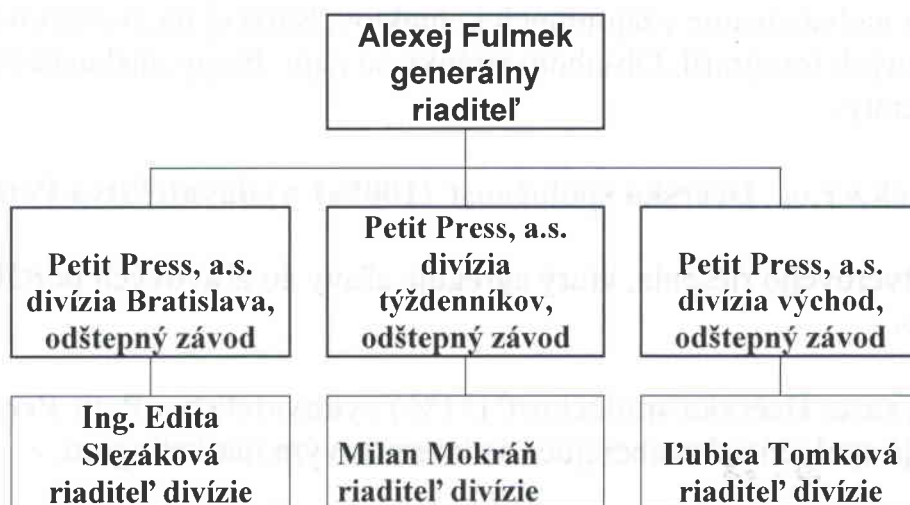 Alexej Fulmek
generálny
riaditeľ
Petit Press, a.s.
divízia Bratislava,
odštepný závod
Petit Press, a.s.
divízia
týždenníkov,
odštepný závod
Petit Press, a.s.
divízia východ,
odštepný závod
Ing. Edita
Slezáková
riaditeľ divízie
Milan Mokráň
riaditeľ divízie
Ľubica Tomková
riaditeľ divízie